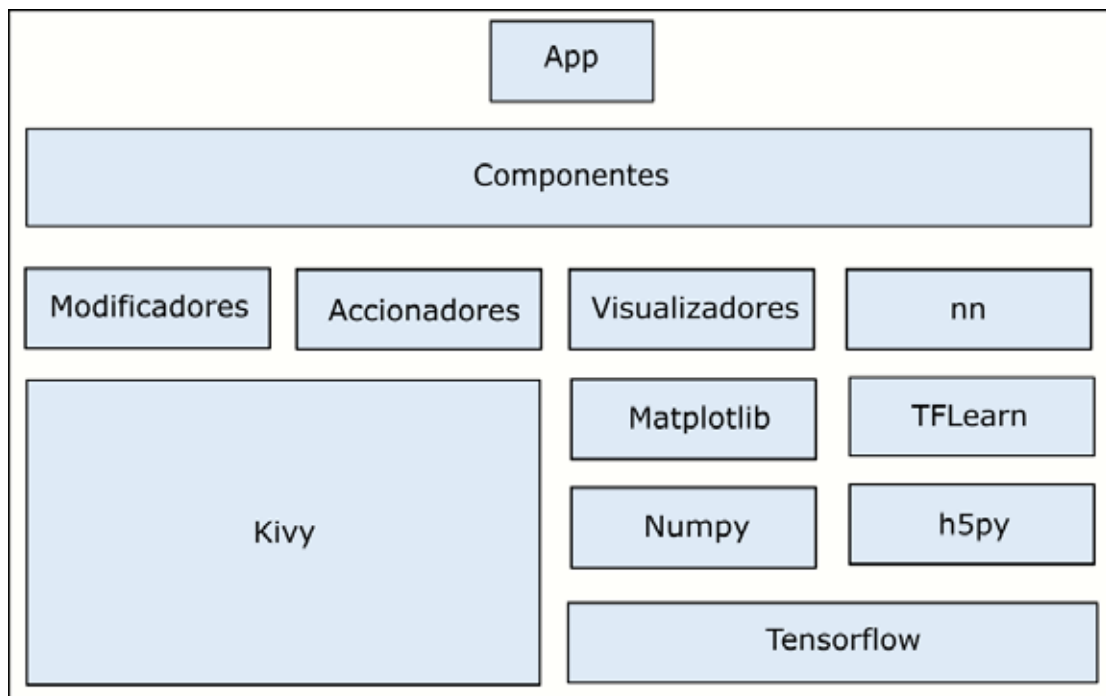 App
Componentes
Modificadores
Accionadores
Visualizadores
nn
Matplotlib
TFLearn
Kivy
Numpy
h5py
Tensorflow